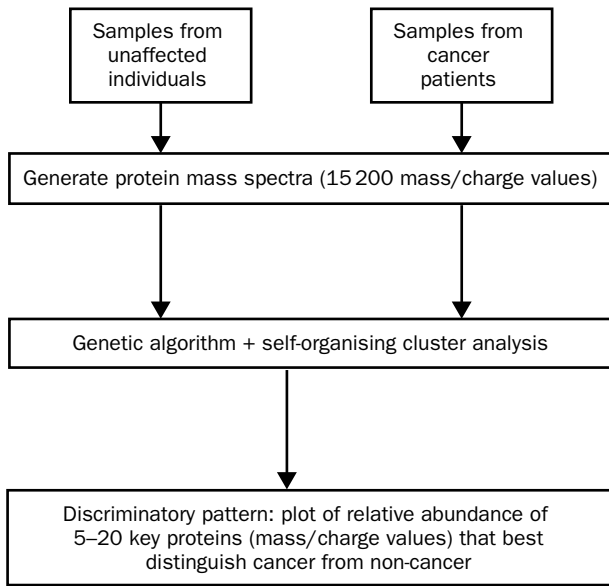 Samples from
unaffected
individuals
Samples from
cancer
patients
Generate protein mass spectra (15 200 mass/charge values)
Genetic algorithm + self-organising cluster analysis
Discriminatory pattern: plot of relative abundance of
5–20 key proteins (mass/charge values) that best
distinguish cancer from non-cancer